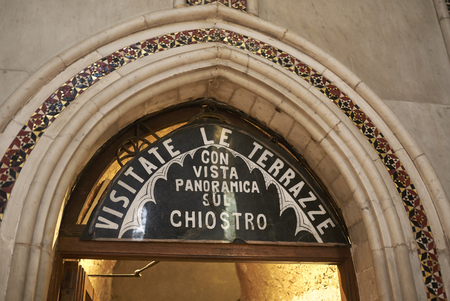 VISITATE LE TERRAZZE
CON
VISTA
PANORAMICA
SUL
CHIOSTRO